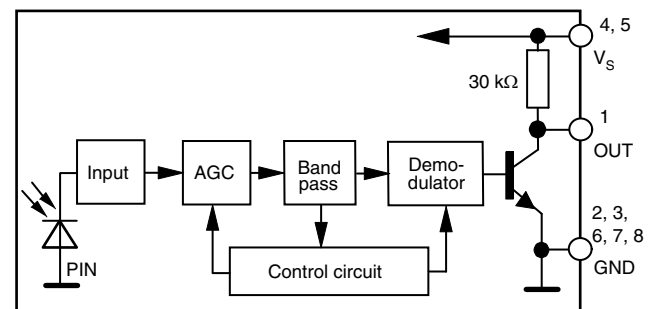 4, 5
V_S
30 kΩ
1
OUT
Input
AGC
Band
pass
Demo-
dulator
2, 3,
6, 7, 8
GND
PIN
Control circuit